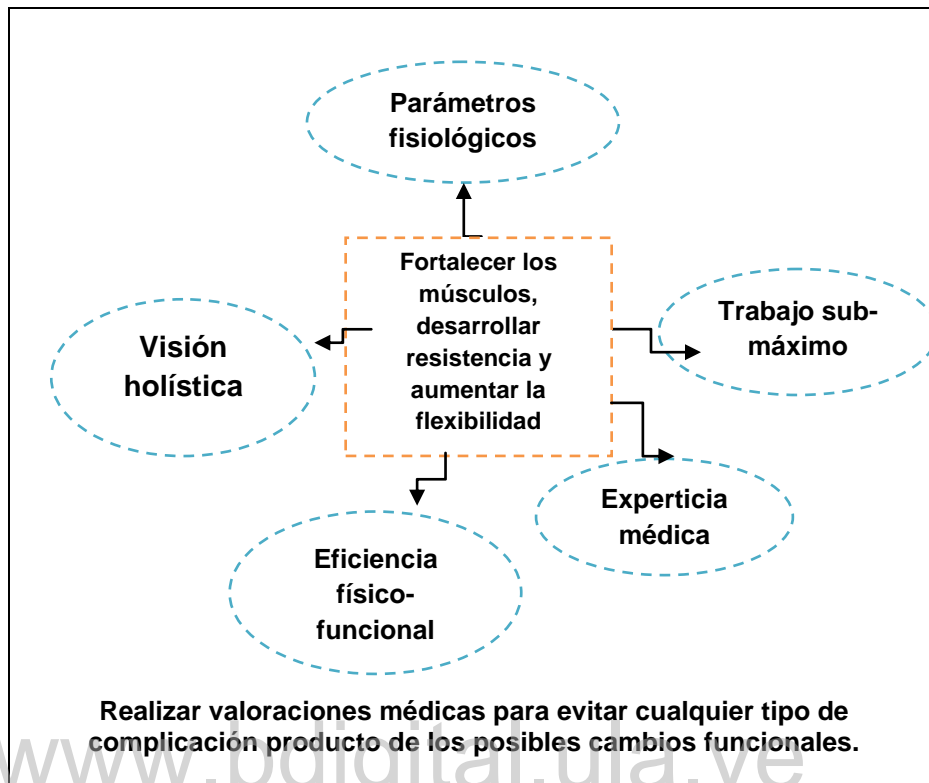 Parámetros
fisiológicos
Fortalecer los
músculos,
desarrollar
resistencia y
aumentar la
flexibilidad
Trabajo sub-
máximo
Visión
holística
Experticia
médica
Eficiencia
físico-
funcional
Realizar valoraciones médicas para evitar cualquier tipo de
complicación producto de los posibles cambios funcionales.
www.bdigital.ula.ve